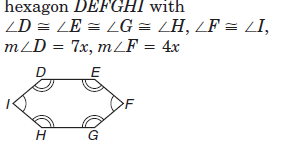 hexagon DEFGHI with
∠D ≅ ∠E ≅ ∠G ≅ ∠H, ∠F ≅ ∠I,
m∠D = 7x, m∠F = 4x
D E
I F
H G